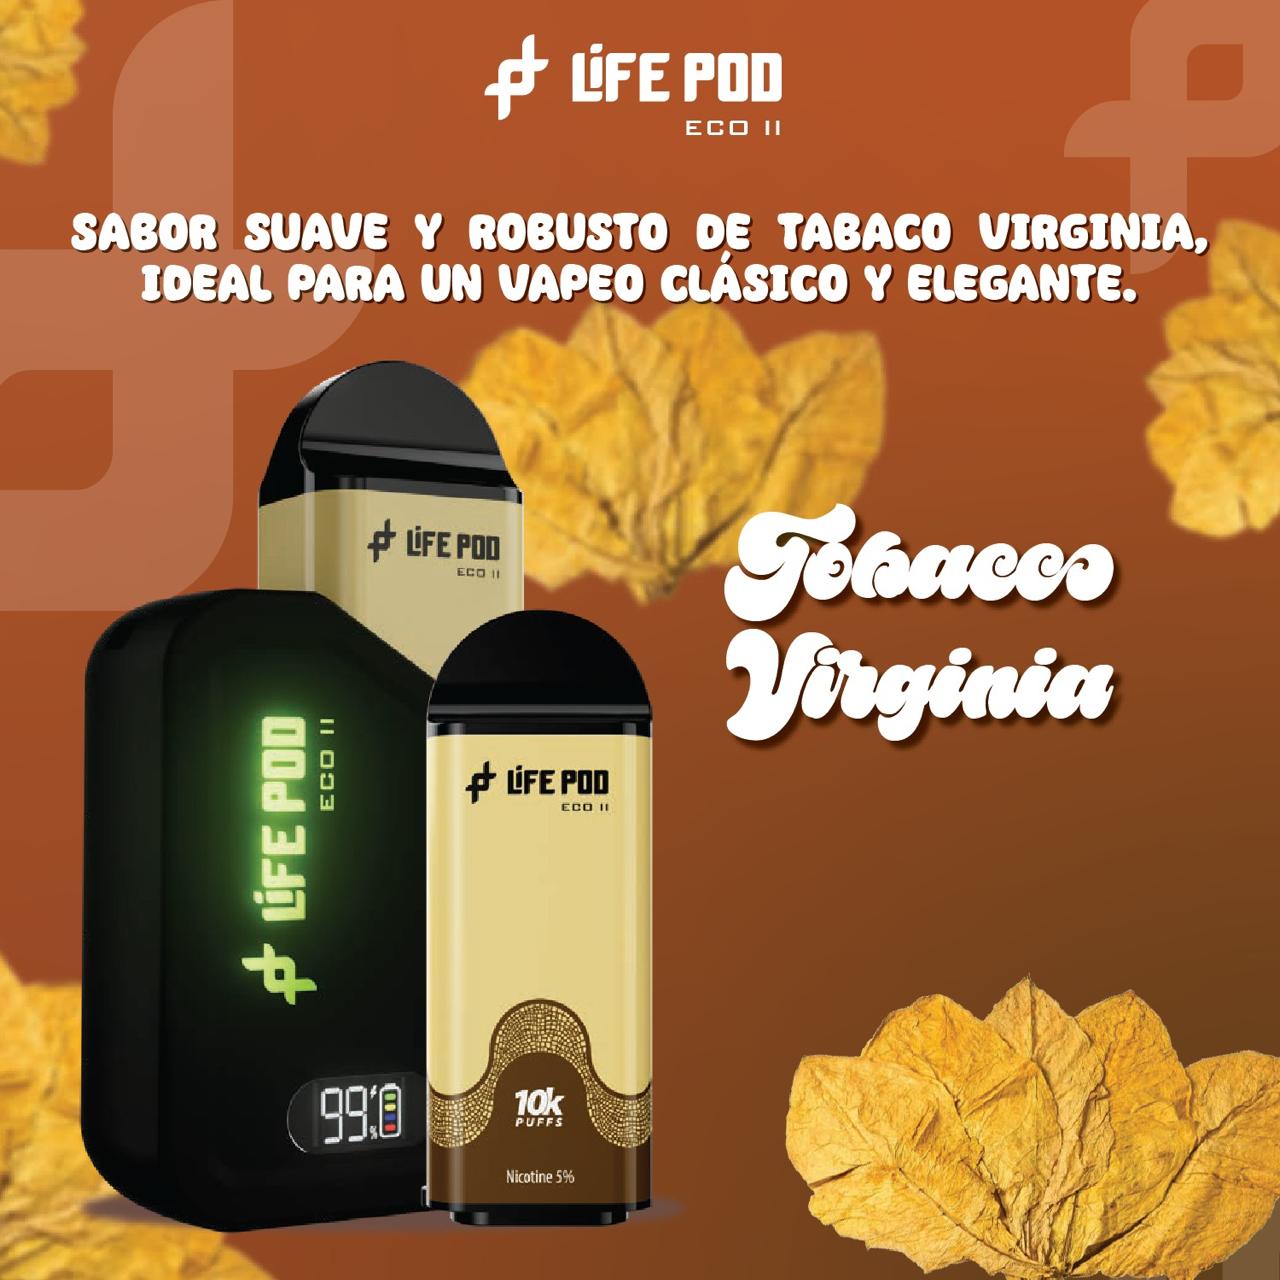 LiFE POD
ECO II
SABOR SUAVE Y ROBUSTO DE TABACO VIRGINIA,
IDEAL PARA UN VAPEO CLÁSICO Y ELEGANTE.
LiFE POD
ECO II
Tobacco
Virginia
LiFE POD
ECO II
LiFE POD
ECO II
99%
10k
PUFFS
Nicotine 5%